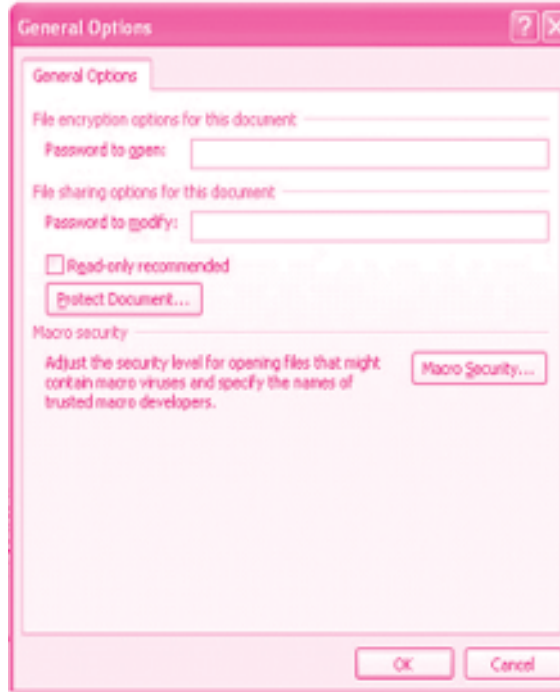 General Options
General Options
File encryption options for this document
Password to open:
File sharing options for this document
Password to modify:
Read-only recommended
Protect Document...
Macro security
Adjust the security level for opening files that might
contain macro viruses and specify the names of
trusted macro developers.
Macro Security...
OK
Cancel